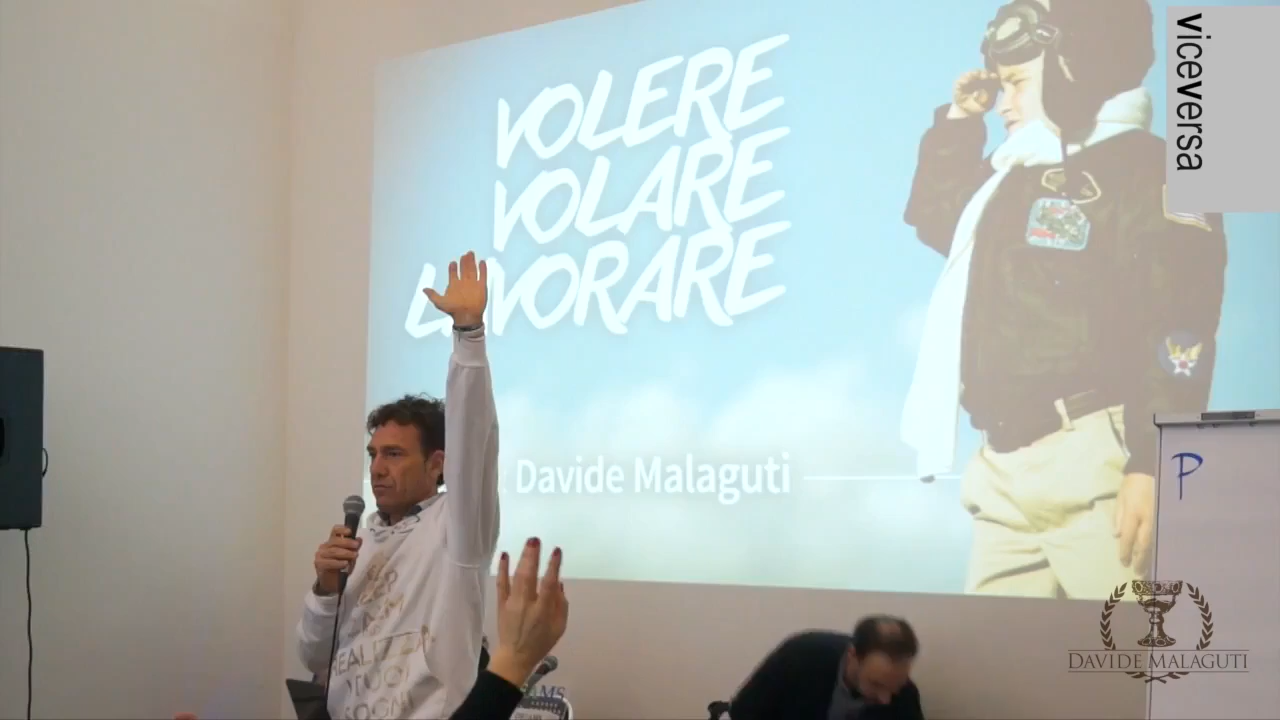 VOLERE
VOLARE
LAVORARE
Davide Malaguti
viceversa
P
DAVIDE MALAGUTI